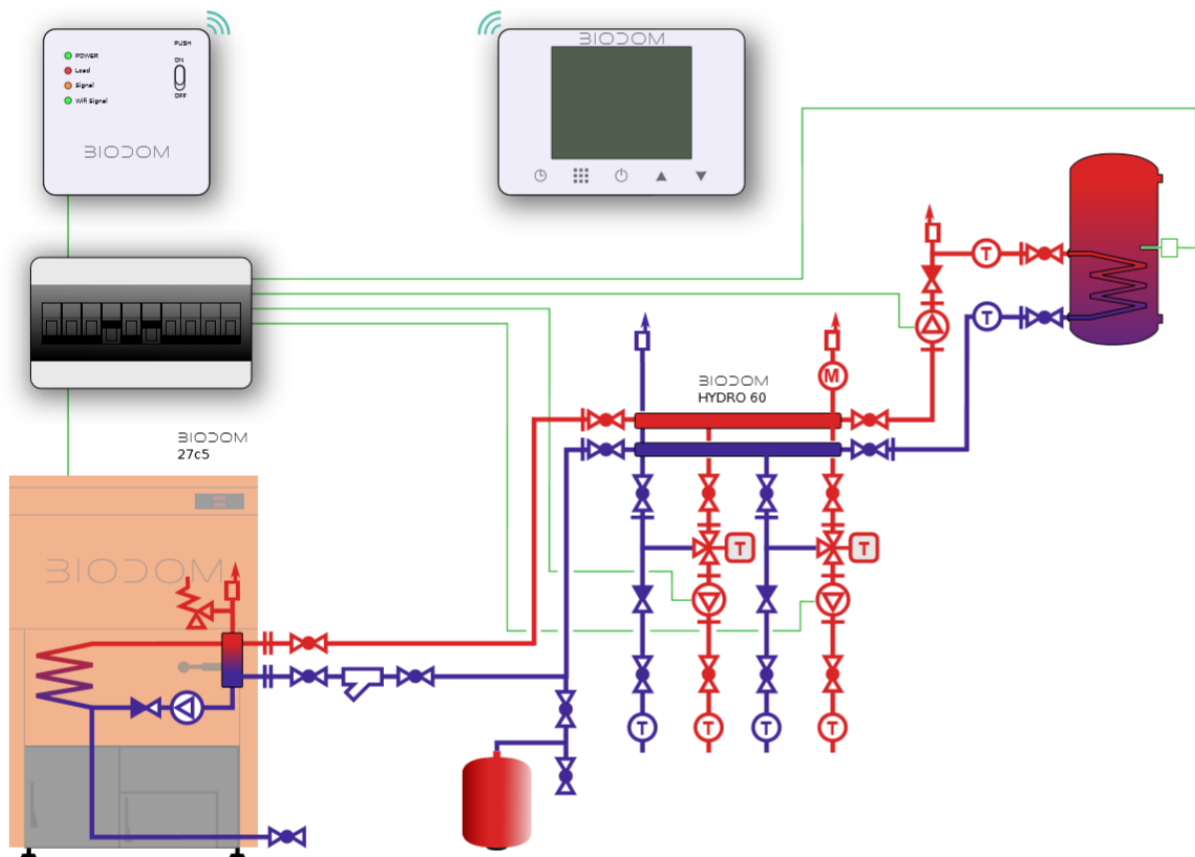 PUSH
POWER
ON
Load
Signal
OFF
Wifi Signal
BIODOM
BIODOM
T
T
M
BIODOM
HYDRO 60
BIODOM
27c5
T
T
BIODOM
T
T
T
T